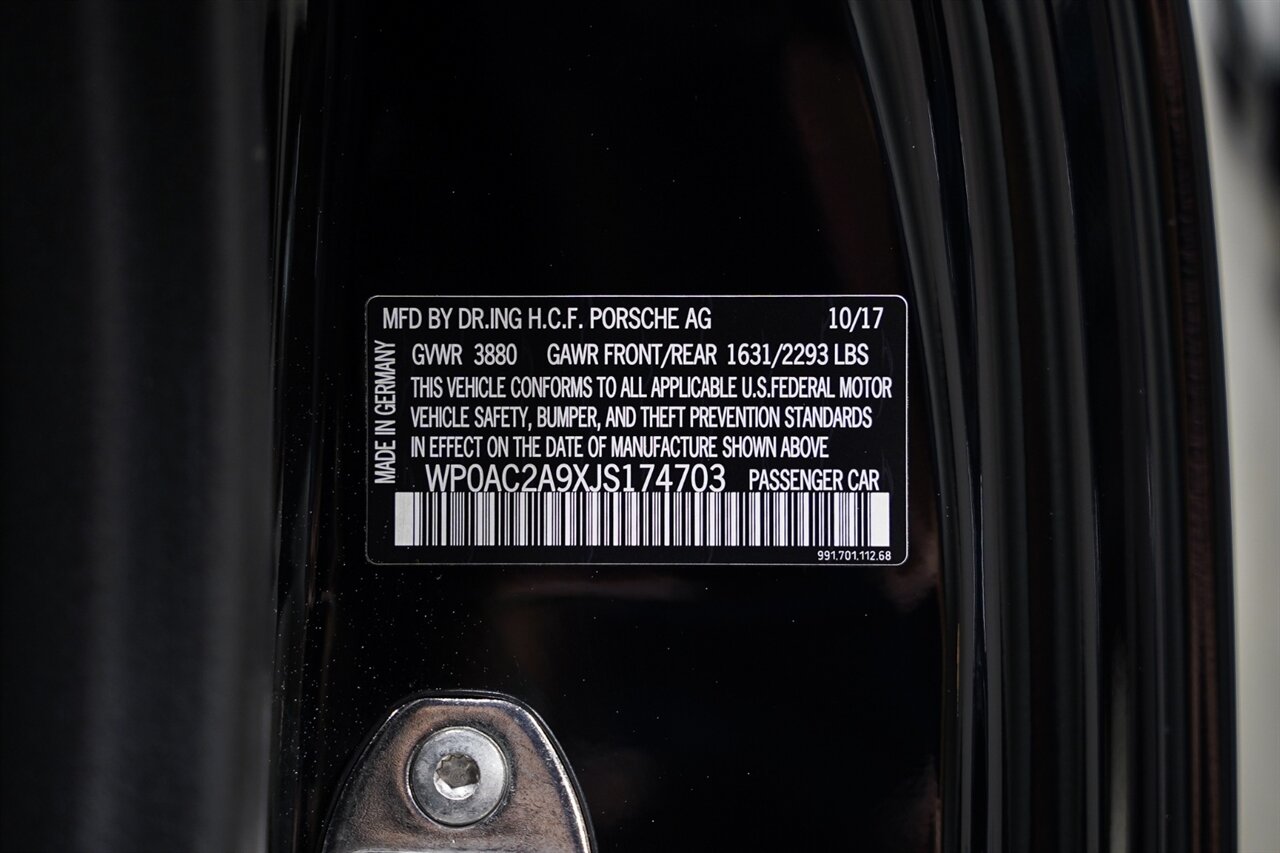 MFD BY DR.ING H.C.F. PORSCHE AG 10/17
GVWR 3880 GAWR FRONT/REAR 1631/2293 LBS
THIS VEHICLE CONFORMS TO ALL APPLICABLE U.S.FEDERAL MOTOR
VEHICLE SAFETY, BUMPER, AND THEFT PREVENTION STANDARDS
IN EFFECT ON THE DATE OF MANUFACTURE SHOWN ABOVE
WP0AC2A9XJS174703 PASSENGER CAR
991.701.112.68
MADE IN GERMANY